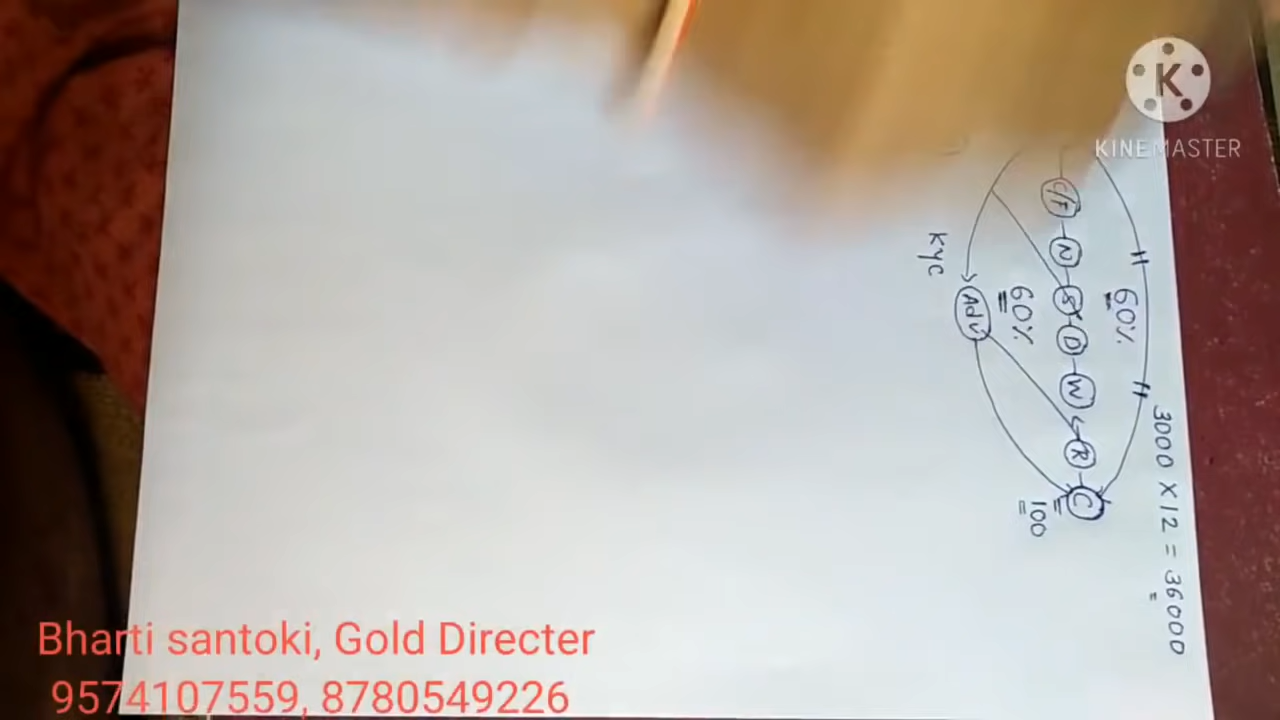 KINEMASTER
3000 X 12 = 36000
60%
C/F N S D W R C
60%
100
Adv
KYC
Bharti santoki, Gold Directer
9574107559, 8780549226